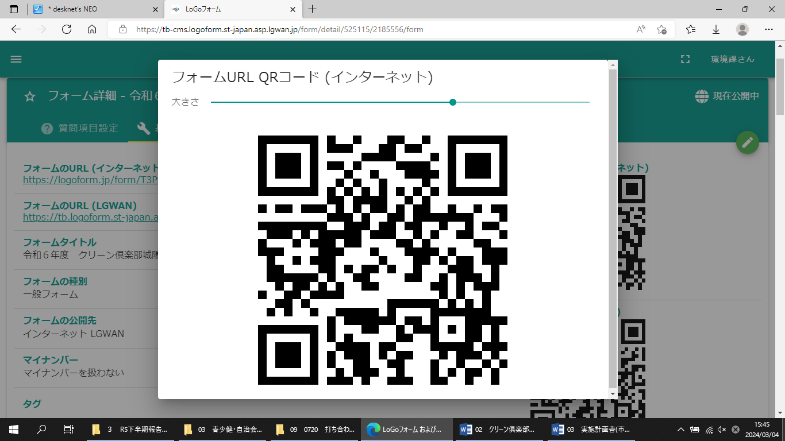 * desknet's NEO
LoGoフォーム
https://tb-cms.logoform.st-japan.asp.lgwan.jp/form/detail/525115/2185556/form
環境課さん
フォームURL QRコード (インターネット)
大きさ
フォーム詳細 - 令和６
現在公開中
質問項目設定
フォームのURL (インターネット
https://logoform.jp/form/T3P
フォームのURL (LGWAN)
https://tb.logoform.st-japan.a
フォームタイトル
令和６年度　クリーン倶楽部城陽
フォームの種別
一般フォーム
フォームの公開先
インターネット LGWAN
マイナンバー
マイナンバーを扱わない
タグ
ネット)
3　R5下半期報告...
03　青少健・自治会...
09　0720　打ち合わ...
LoGoフォーム および...
02　クリーン倶楽部...
03　実施計画会(市...
15:45
2024/03/04